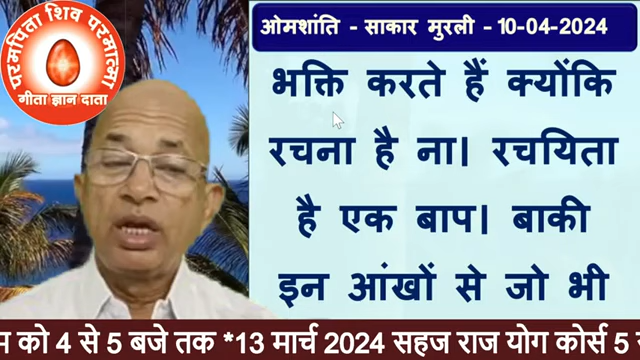 परमपिता शिव परमात्मा
गीता ज्ञान दाता
ओमशांति - साकार मुरली - 10-04-2024
भक्ति करते हैं क्योंकि
रचना है ना। रचयिता
है एक बाप। बाकी
इन आंखों से जो भी
को 4 से 5 बजे तक *13 मार्च 2024 सहज राज योग कोर्स 5